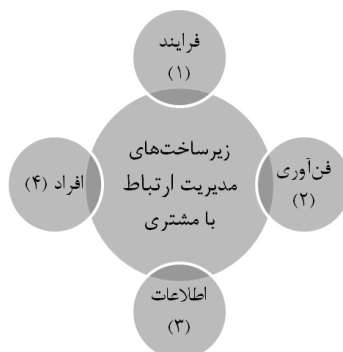 فرایند
(۱)
زیرساخت‌های
مدیریت ارتباط
با مشتری
فن‌آوری
(۲)
افراد (۴)
اطلاعات
(۳)